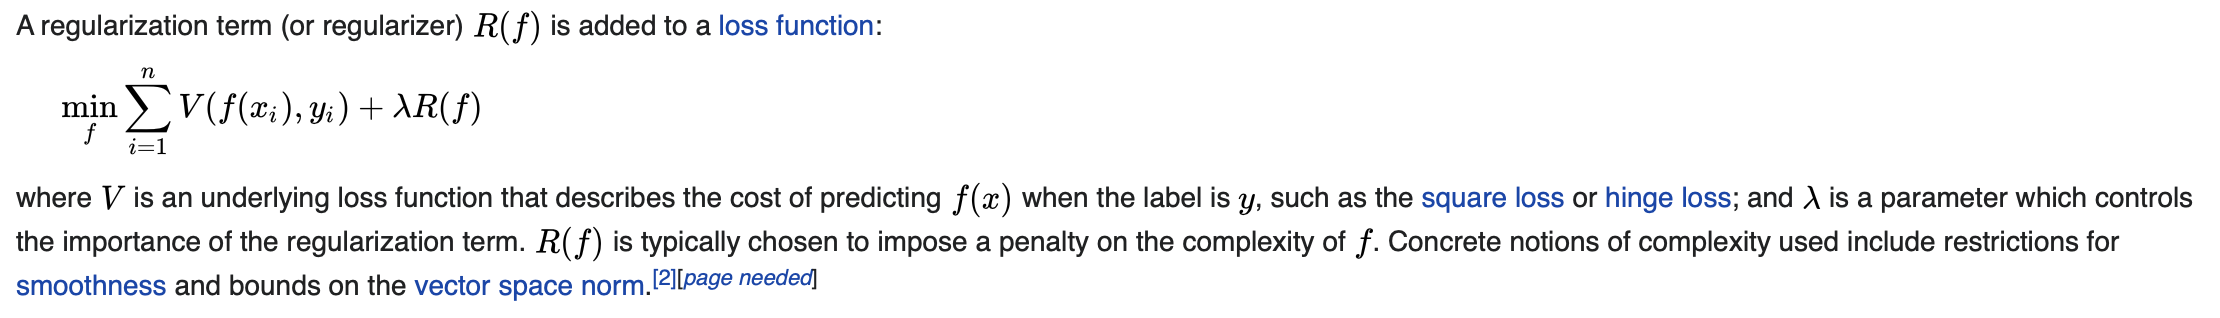 A regularization term (or regularizer) R(f) is added to a loss function:
min_f ∑_{i=1}^{n} V(f(x_i), y_i) + λR(f)
where V is an underlying loss function that describes the cost of predicting f(x) when the label is y, such as the square loss or hinge loss; and λ is a parameter which controls
the importance of the regularization term. R(f) is typically chosen to impose a penalty on the complexity of f. Concrete notions of complexity used include restrictions for
smoothness and bounds on the vector space norm.[2][page needed]